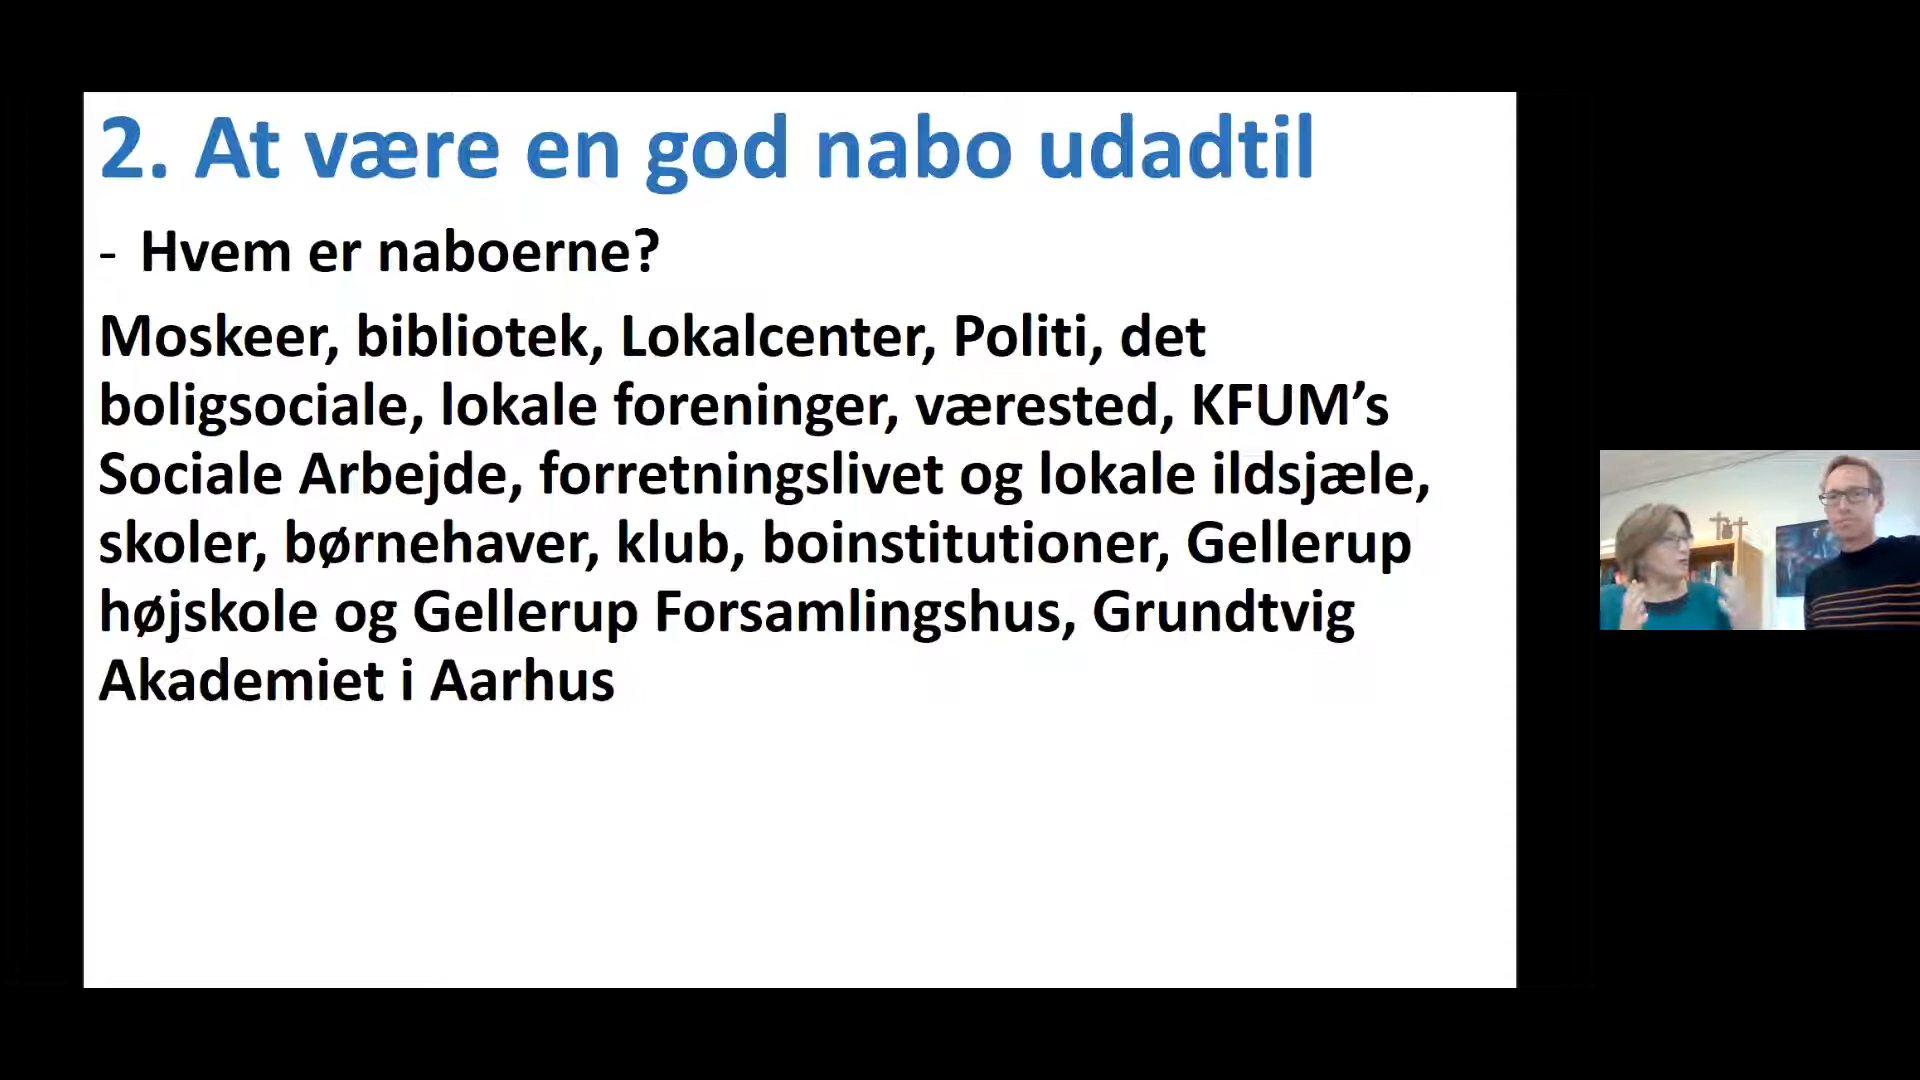 2. At være en god nabo udadtil
- Hvem er naboerne?
Moskeer, bibliotek, Lokalcenter, Politi, det
boligsociale, lokale foreninger, værested, KFUM’s
Sociale Arbejde, forretningslivet og lokale ildsjæle,
skoler, børnehaver, klub, boinstitutioner, Gellerup
højskole og Gellerup Forsamlingshus, Grundtvig
Akademiet i Aarhus